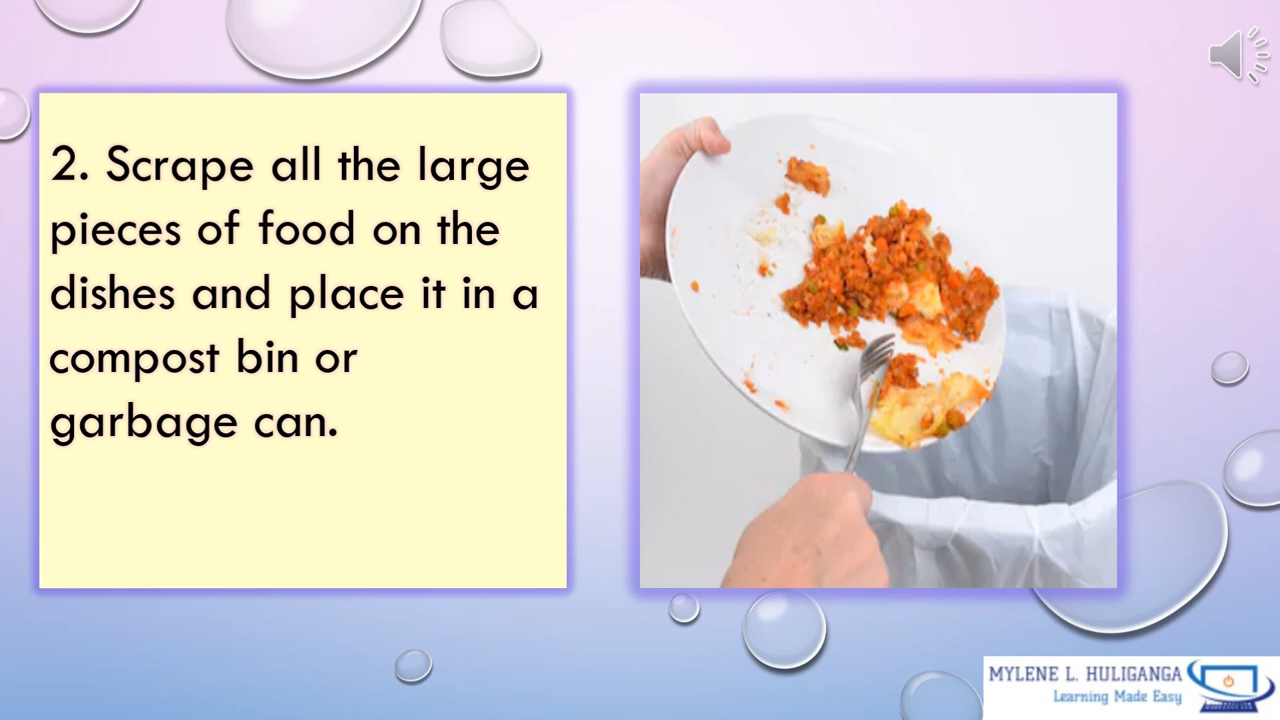 2. Scrape all the large
pieces of food on the
dishes and place it in a
compost bin or
garbage can.
MYLENE L. HULIGANGA
Learning Made Easy